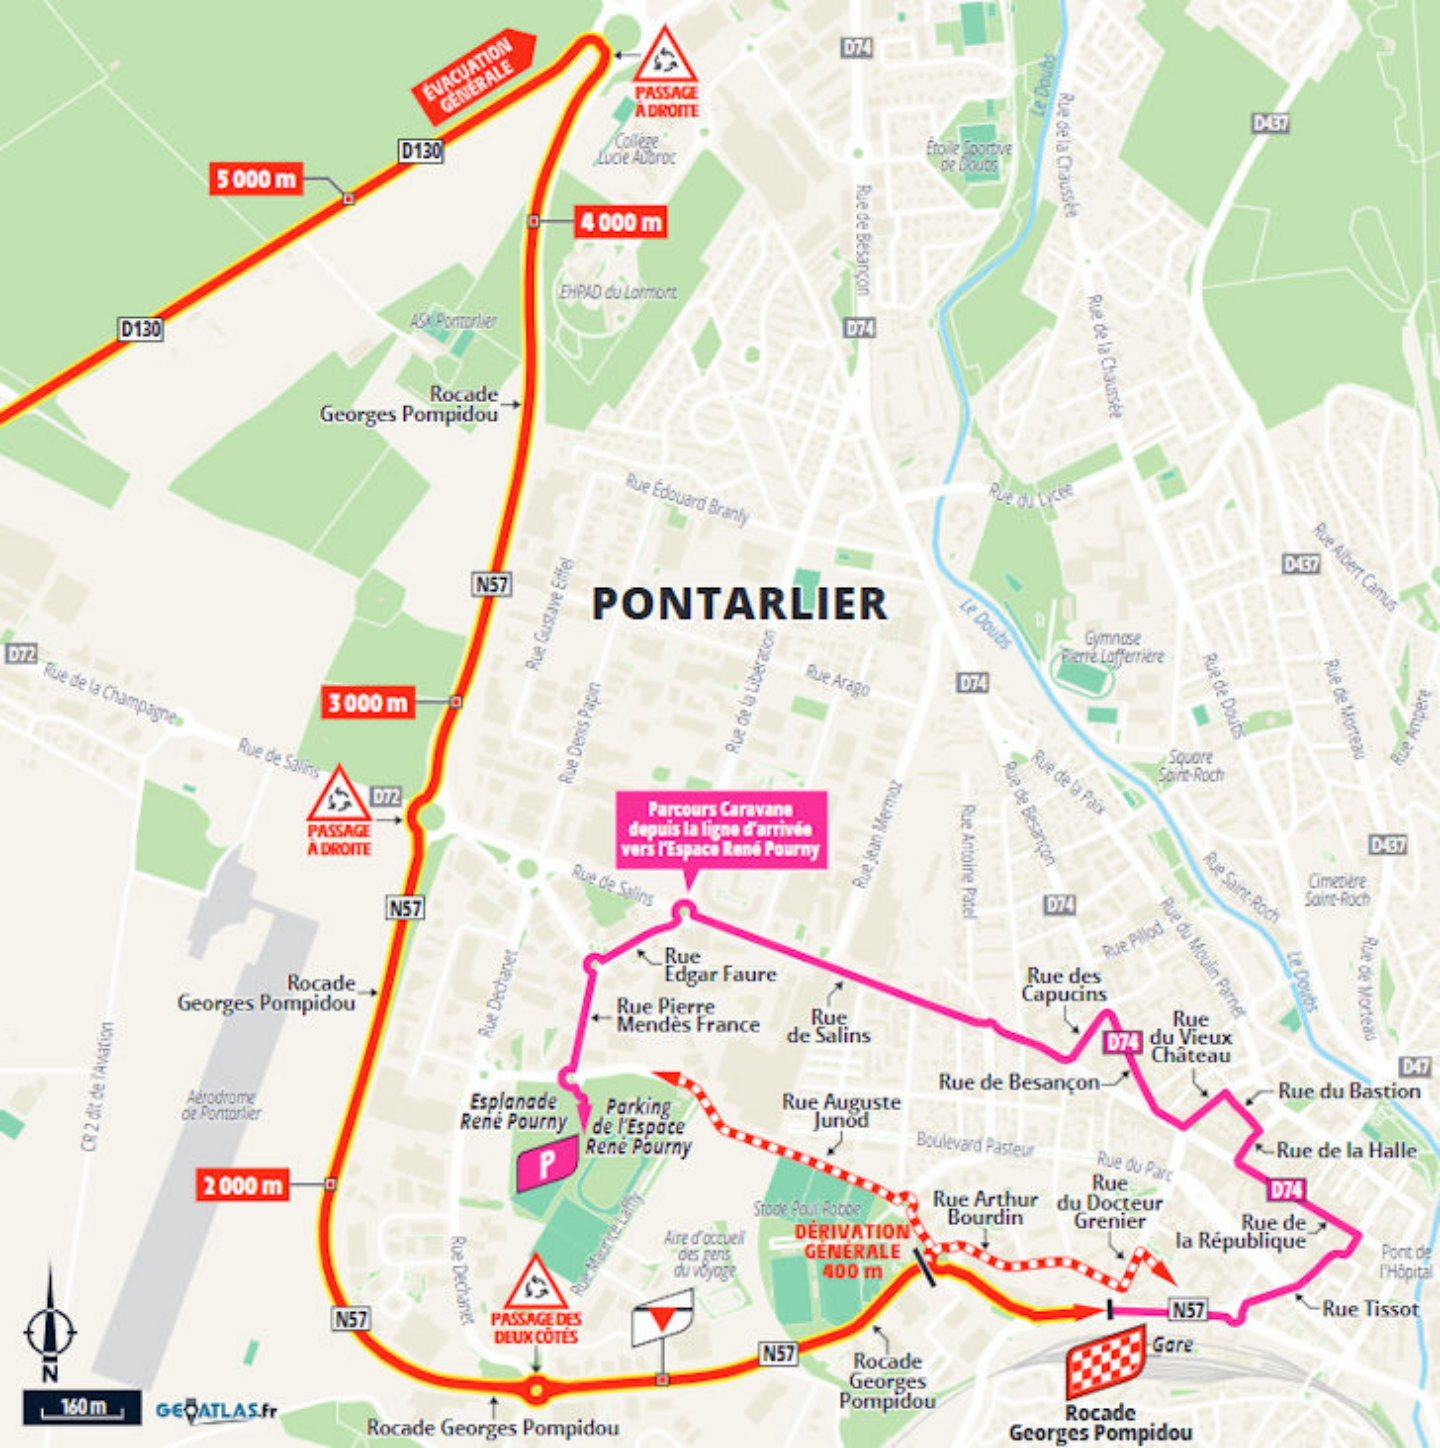 ÉVACUATION
GÉNÉRALE
PASSAGE
À DROITE
D74
Le Doubs
Rue de la Chaussée
D437
D130
Collège
Lucie Aubrac
Étoile Sportive
de Doubs
5 000 m
4 000 m
Rue de Besançon
EHPAD du Larmont
ASK Pontarlier
D130
D74
Rue de la Chaussée
Rocade
Georges Pompidou
Rue Édouard Branly
Rue du Lycée
N57
Rue Gustave Eiffel
PONTARLIER
D437
Rue Albert Camus
Le Doubs
Gymnase
Pierre Lafferrière
D72
Rue de la Champagne
3 000 m
Rue Denis Papin
Rue de la Libération
Rue Arago
D74
Rue de Doubs
Rue de Morteau
Rue Ampère
Rue de Salins
D72
PASSAGE
À DROITE
Square
Saint-Roch
Rue de la Paix
Rue de Besançon
Parcours Caravane
depuis la ligne d'arrivée
vers l'Espace René Pourny
Rue Jean Mermoz
Rue Antoine Patel
D437
Rue Saint-Roch
Cimetière
Saint-Roch
Rue de Salins
N57
D74
Rue Pillod
Rue du Moulin Parnet
Le Doubs
Rue de Morteau
Rue
Edgar Faure
Rue Déchanet
Rocade
Georges Pompidou
Rue Pierre
Mendès France
Rue
de Salins
Rue des
Capucins
D74
Rue
du Vieux
Château
CR 2 dit de l'Aviation
Aérodrome
de Pontarlier
D47
Rue de Besançon
Rue du Bastion
Esplanade
René Pourny
Parking
de l'Espace
René Pourny
P
Rue Auguste
Junod
Boulevard Pasteur
Rue du Parc
Rue de la Halle
2 000 m
D74
Stade Paul Robbe
Rue Arthur
Bourdin
Rue
du Docteur
Grenier
Rue de
la République
DÉRIVATION
GÉNÉRALE
400 m
Rue Maurice Laffly
Aire d'accueil
des gens
du voyage
Pont de
l'Hôpital
Rue Déchanet
PASSAGE DES
DEUX CÔTÉS
N57
N57
Rue Tissot
Gare
N57
Rocade
Georges
Pompidou
N
160 m
GEOATLAS.fr
Rocade Georges Pompidou
Rocade
Georges Pompidou